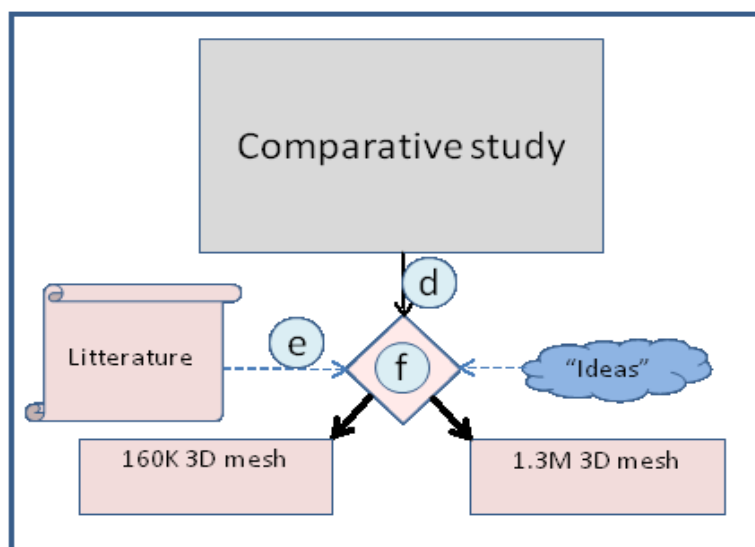 Comparative study
d
Litterature
e
f
“Ideas”
160K 3D mesh
1.3M 3D mesh